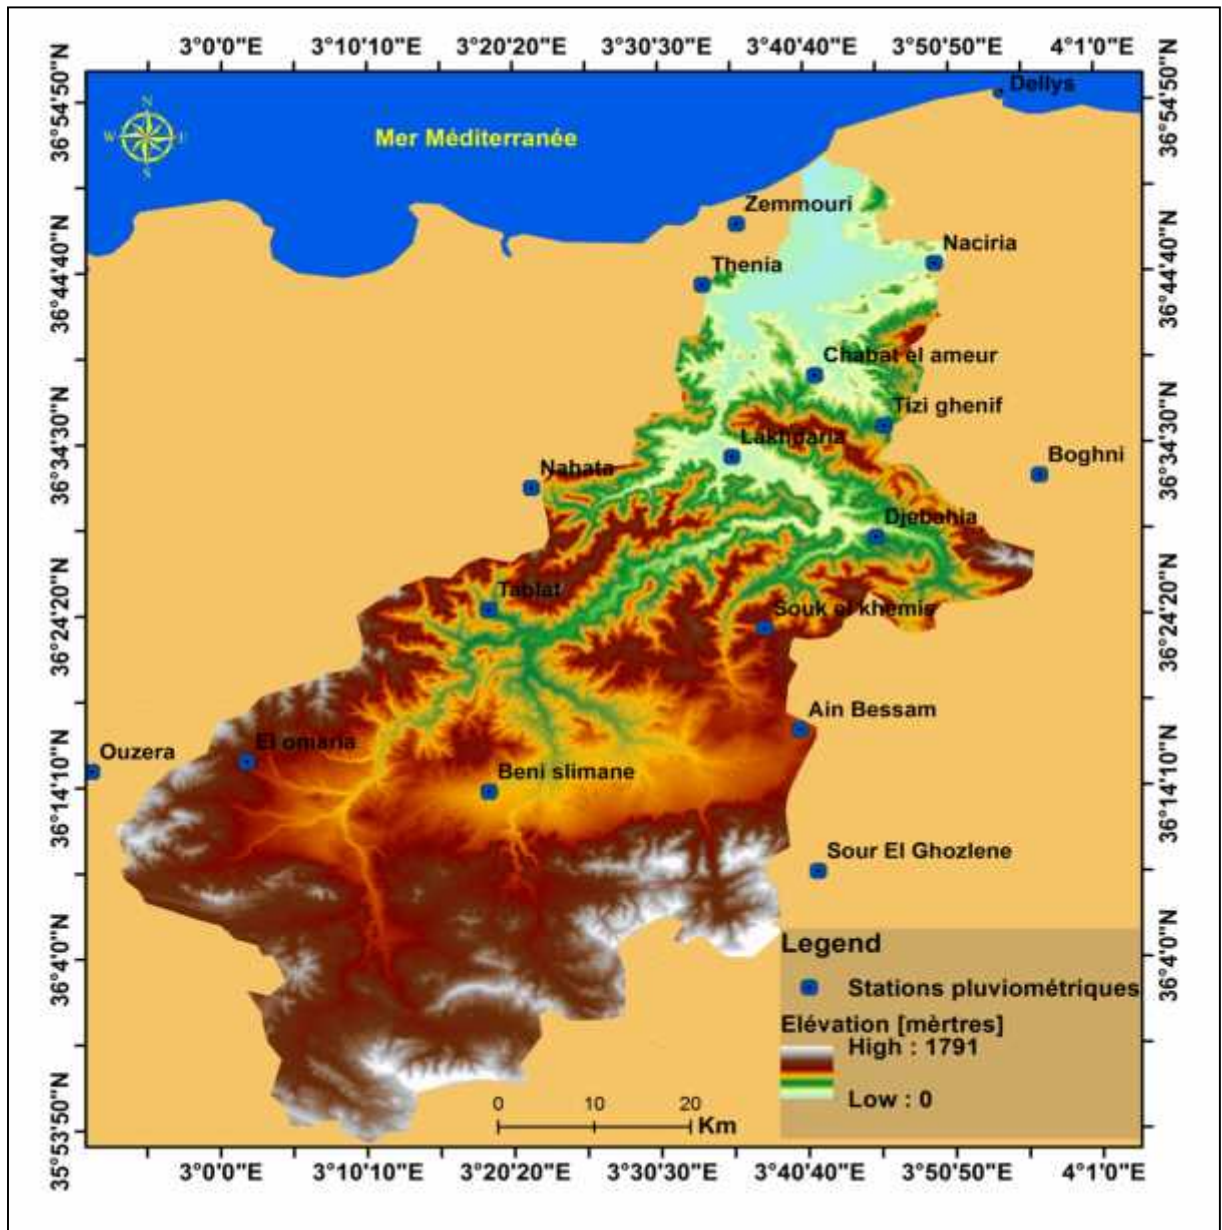 3°0'0"E 3°10'10"E 3°20'20"E 3°30'30"E 3°40'40"E 3°50'50"E 4°1'0"E
36°54'50"N
36°54'50"N
Dellys
N
W E
S
Mer Méditerranée
Zemmouri
Naciria
36°44'40"N
36°44'40"N
Thenia
Chabat el ameur
Tizi ghenif
36°34'30"N
36°34'30"N
Lakhdaria
Boghni
Nahata
Djebahia
Tablat
Souk el khemis
36°24'20"N
36°24'20"N
Ain Bessam
El omaria
Ouzera
Beni slimane
36°14'10"N
36°14'10"N
Sour El Ghozlene
Legend
36°4'0"N
36°4'0"N
Stations pluviométriques
Elévation [mèrtres]
High : 1791
Low : 0
0 10 20
Km
35°53'50"N
3°0'0"E 3°10'10"E 3°20'20"E 3°30'30"E 3°40'40"E 3°50'50"E 4°1'0"E